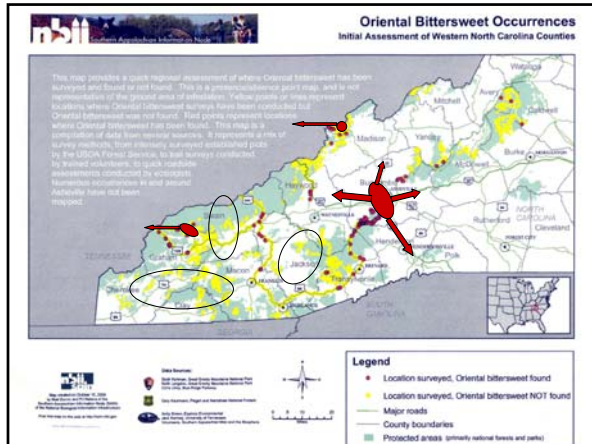 nbii
Southern Appalachian Information Node
Oriental Bittersweet Occurrences
Initial Assessment of Western North Carolina Counties
This map provides a quick regional assessment of where Oriental bittersweet has been
surveyed and found or not found. This is a presence/absence point map, and is not
representative of the ground area of infestation. Yellow points or lines represent
locations where Oriental bittersweet surveys have been conducted but
Oriental bittersweet was not found. Red points represent locations
where Oriental bittersweet has been found. This map is a
compilation of data from several sources. It represents a mix of
survey methods, from intensely surveyed established plots
by the USDA Forest Service, to trail surveys conducted
by trained volunteers, to quick roadside
assessments conducted by ecologists.
Numerous occurrences in and around
Asheville have not been
mapped.
Watauga
Avery
Mitchell
Caldwell
Yancey
Madison
Burke
McDowell
Haywood
Swain
Rutherford
NORTH
CAROLINA
Cleveland
Henderson
Polk
Jackson
Graham
Macon
Transylvania
TENNESSEE
Cherokee
Clay
SOUTH
CAROLINA
GEORGIA
Data Sources:
Legend
Location surveyed, Oriental bittersweet found
Location surveyed, Oriental bittersweet NOT found
Major roads
County boundaries
Protected areas (primarily national forests and parks)